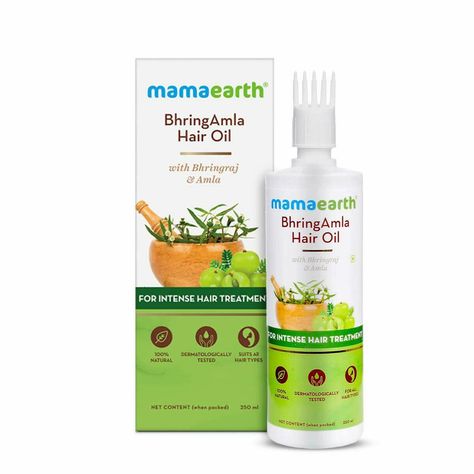 mamaearth®
BhringAmla
Hair Oil
with Bhringraj
& Amla
FOR INTENSE HAIR TREATMENT
100%
NATURAL
DERMATOLOGICALLY
TESTED
SUITS All
HAIR TYPES
NET CONTENT (when packed) 250 ml
mamaearth®
BhringAmla
Hair Oil
with Bhringraj
& Amla
FOR INTENSE HAIR TREATMENT
100%
NATURAL
DERMATOLOGICALLY
TESTED
FOR ALL
HAIR TYPES
NET CONTENT (when packed) 250 ml